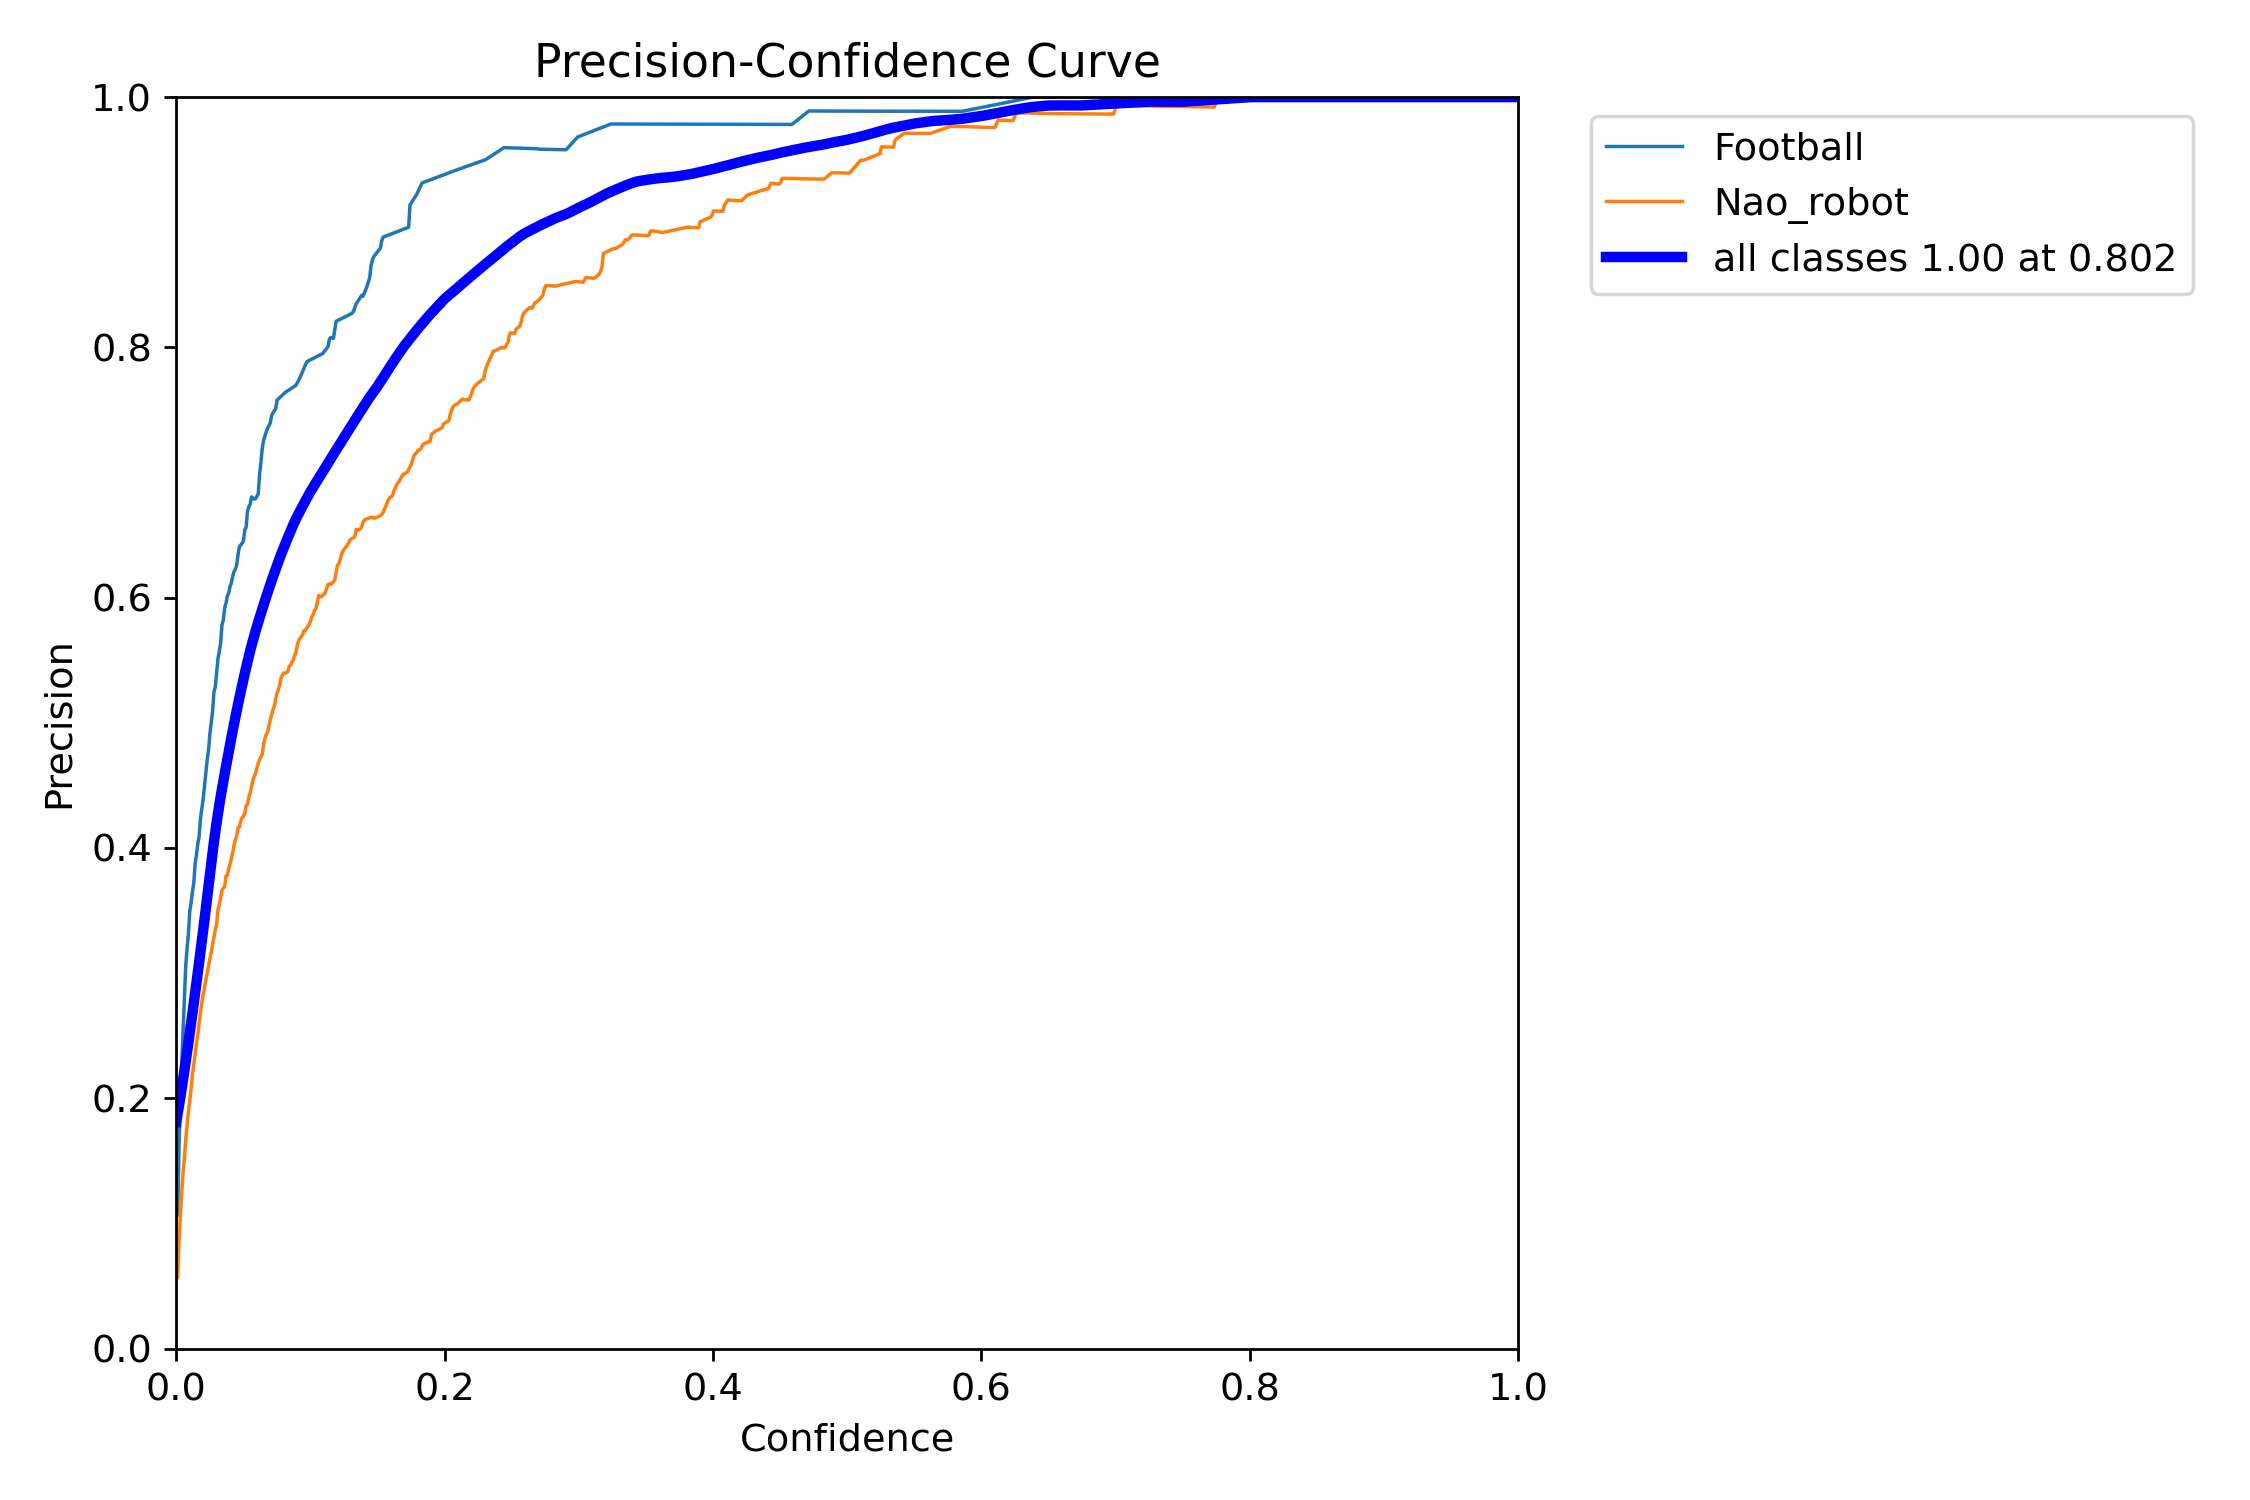 Precision-Confidence Curve
1.0
0.8
0.6
0.4
0.2
0.0
Precision
0.0 0.2 0.4 0.6 0.8 1.0
Confidence
Football
Nao_robot
all classes 1.00 at 0.802